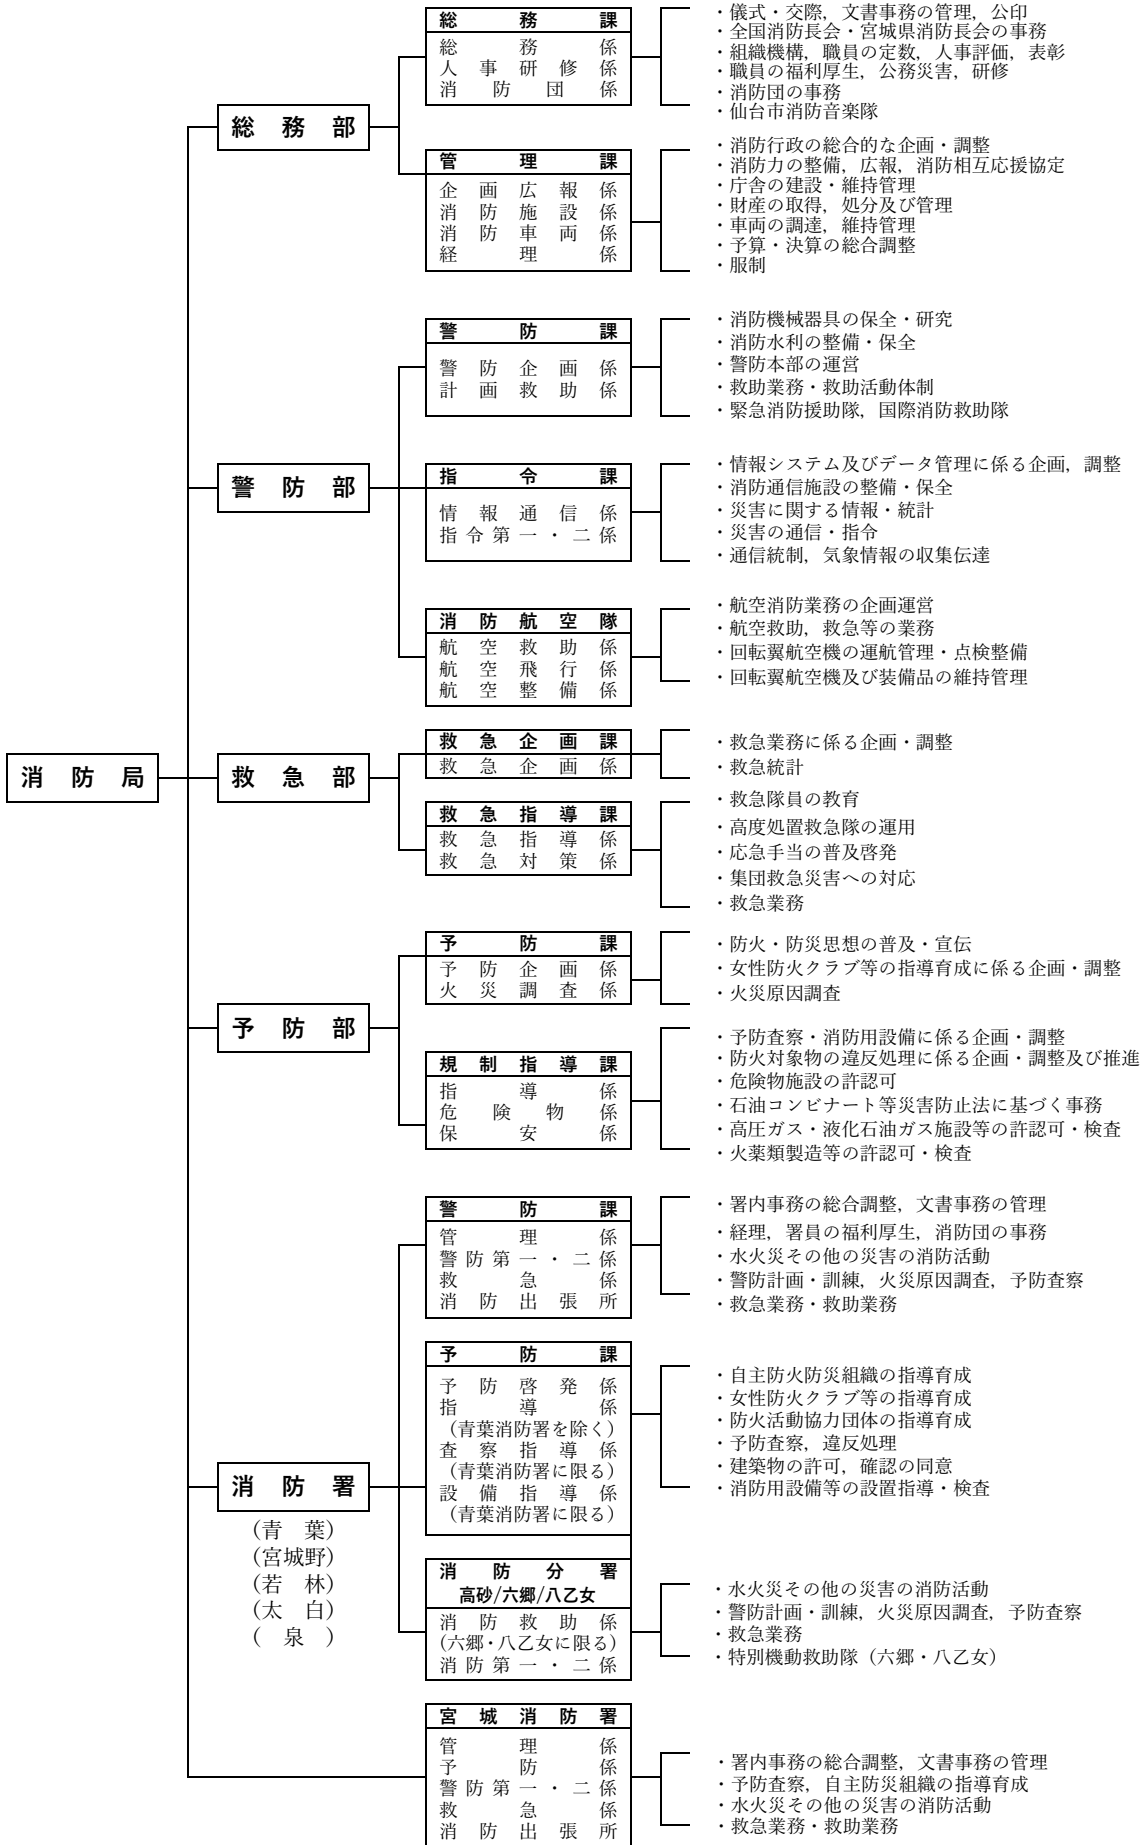 消防局
総務部
総務課
総務係
人事研修係
消防団係
・儀式・交際，文書事務の管理，公印
・全国消防長会・宮城県消防長会の事務
・組織機構，職員の定数，人事評価，表彰
・職員の福利厚生，公務災害，研修
・消防団の事務
・仙台市消防音楽隊
管理課
企画広報係
消防施設係
消防車両係
経理係
・消防行政の総合的な企画・調整
・消防力の整備，広報，消防相互応援協定
・庁舎の建設・維持管理
・財産の取得，処分及び管理
・車両の調達，維持管理
・予算・決算の総合調整
・服制
警防部
警防課
警防企画係
計画救助係
・消防機械器具の保全・研究
・消防水利の整備・保全
・警防本部の運営
・救助業務・救助活動体制
・緊急消防援助隊，国際消防救助隊
指令課
情報通信係
指令第一・二係
・情報システム及びデータ管理に係る企画，調整
・消防通信施設の整備・保全
・災害に関する情報・統計
・災害の通信・指令
・通信統制，気象情報の収集伝達
消防航空隊
航空救助係
航空飛行係
航空整備係
・航空消防業務の企画運営
・航空救助，救急等の業務
・回転翼航空機の運航管理・点検整備
・回転翼航空機及び装備品の維持管理
救急部
救急企画課
救急企画係
・救急業務に係る企画・調整
・救急統計
救急指導課
救急指導係
救急対策係
・救急隊員の教育
・高度処置救急隊の運用
・応急手当の普及啓発
・集団救急災害への対応
・救急業務
予防部
予防課
予防企画係
火災調査係
・防火・防災思想の普及・宣伝
・女性防火クラブ等の指導育成に係る企画・調整
・火災原因調査
規制指導課
指導係
危険物係
保安係
・予防査察・消防用設備に係る企画・調整
・防火対象物の違反処理に係る企画・調整及び推進
・危険物施設の許認可
・石油コンビナート等災害防止法に基づく事務
・高圧ガス・液化石油ガス施設等の許認可・検査
・火薬類製造等の許認可・検査
消防署
(青　葉)
(宮城野)
(若　林)
(太　白)
(　泉　)
警防課
管理係
警防第一・二係
救急係
消防出張所
・署内事務の総合調整，文書事務の管理
・経理，署員の福利厚生，消防団の事務
・水火災その他の災害の消防活動
・警防計画・訓練，火災原因調査，予防査察
・救急業務・救助業務
予防課
予防啓発係
指導係
(青葉消防署を除く)
査察指導係
(青葉消防署に限る)
設備指導係
(青葉消防署に限る)
・自主防火防災組織の指導育成
・女性防火クラブ等の指導育成
・防火活動協力団体の指導育成
・予防査察，違反処理
・建築物の許可，確認の同意
・消防用設備等の設置指導・検査
消防分署
高砂/六郷/八乙女
消防救助係
(六郷・八乙女に限る)
消防第一・二係
・水火災その他の災害の消防活動
・警防計画・訓練，火災原因調査，予防査察
・救急業務
・特別機動救助隊（六郷・八乙女）
宮城消防署
管理係
予防係
警防第一・二係
救急係
消防出張所
・署内事務の総合調整，文書事務の管理
・予防査察，自主防災組織の指導育成
・水火災その他の災害の消防活動
・救急業務・救助業務